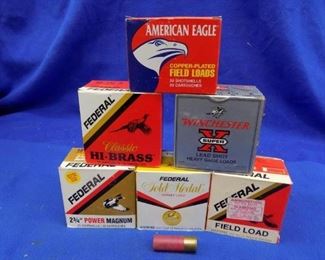 AMERICAN EAGLE
COPPER-PLATED
FIELD LOADS
FEDERAL
Classic
HI-BRASS
WINCHESTER
SUPER
X
LEAD SHOT
HEAVY GAME LOADS
FEDERAL
2¾" POWER MAGNUM
FEDERAL
Gold Medal
FEDERAL
FIELD LOAD